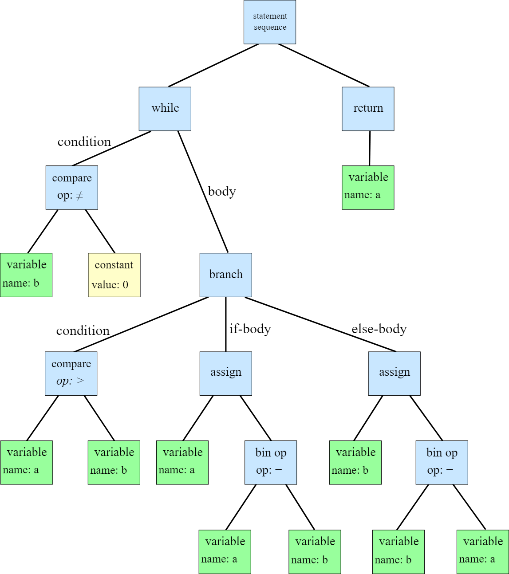 statement
sequence
while
return
condition
body
compare
op: ≠
variable
name: a
variable
name: b
constant
value: 0
branch
condition
if-body
else-body
compare
op: >
assign
assign
variable
name: a
variable
name: b
variable
name: a
bin op
op: −
variable
name: b
bin op
op: −
variable
name: a
variable
name: b
variable
name: b
variable
name: a